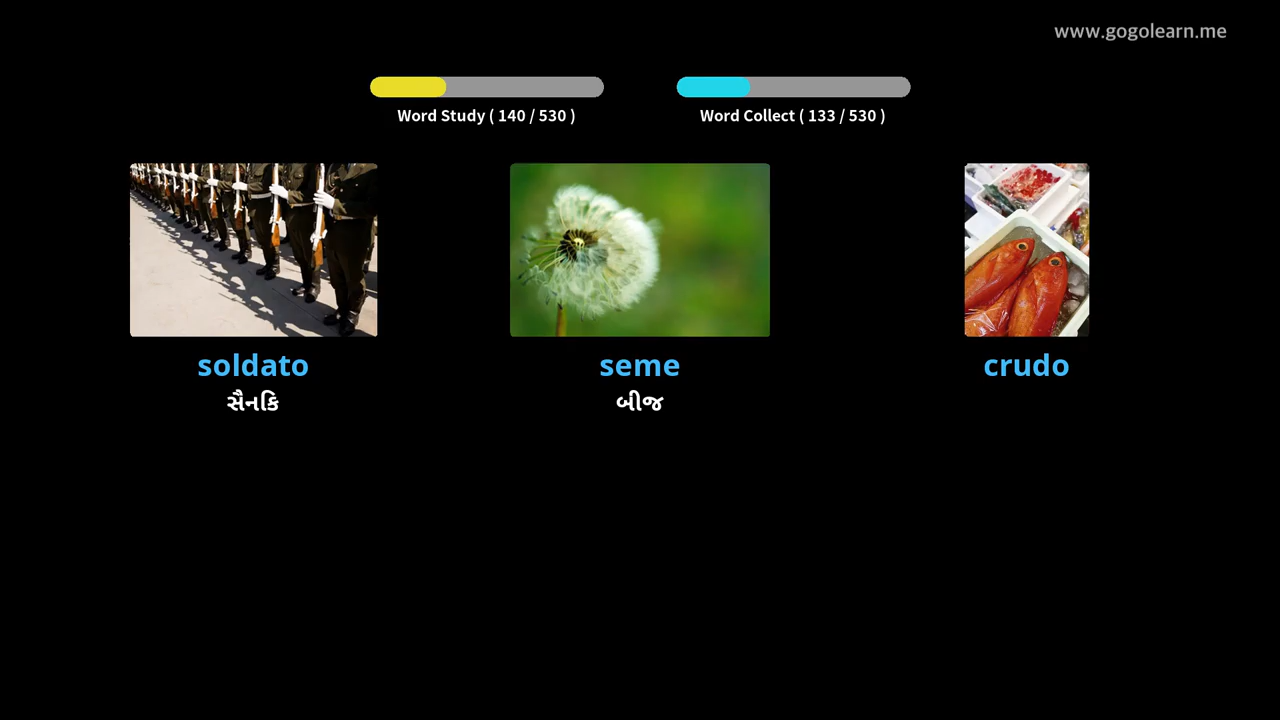 www.gogolearn.me
Word Study ( 140 / 530 )
Word Collect ( 133 / 530 )
soldato
seme
crudo
સૈનિક
બીજ